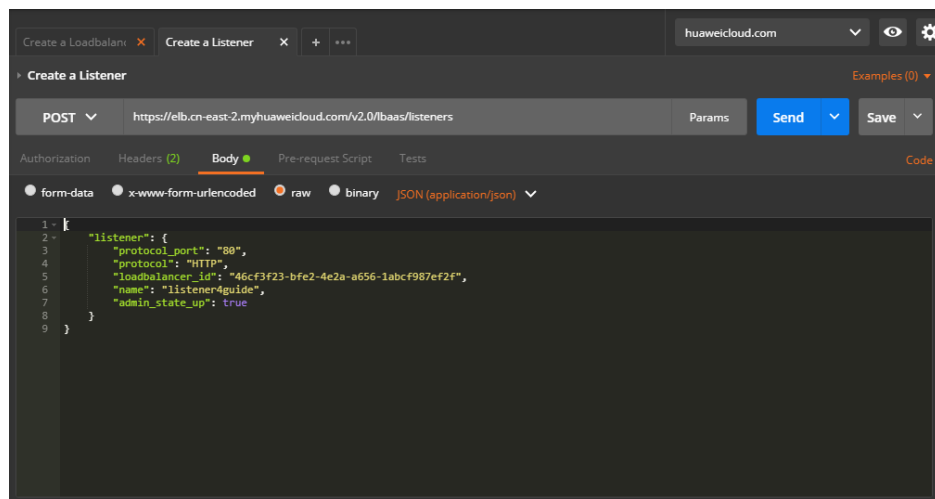 Create a Loadbalanc X Create a Listener X + ••• huaweicloud.com
Create a Listener Examples (0)
POST https://elb.cn-east-2.myhuaweicloud.com/v2.0/lbaas/listeners Params Send Save
Authorization Headers (2) Body Pre-request Script Tests Code
form-data x-www-form-urlencoded raw binary JSON (application/json)
1 {
2 "listener": {
3 "protocol_port": "80",
4 "protocol": "HTTP",
5 "loadbalancer_id": "46cf3f23-bfe2-4e2a-a656-1abcf987ef2f",
6 "name": "listener4guide",
7 "admin_state_up": true
8 }
9 }